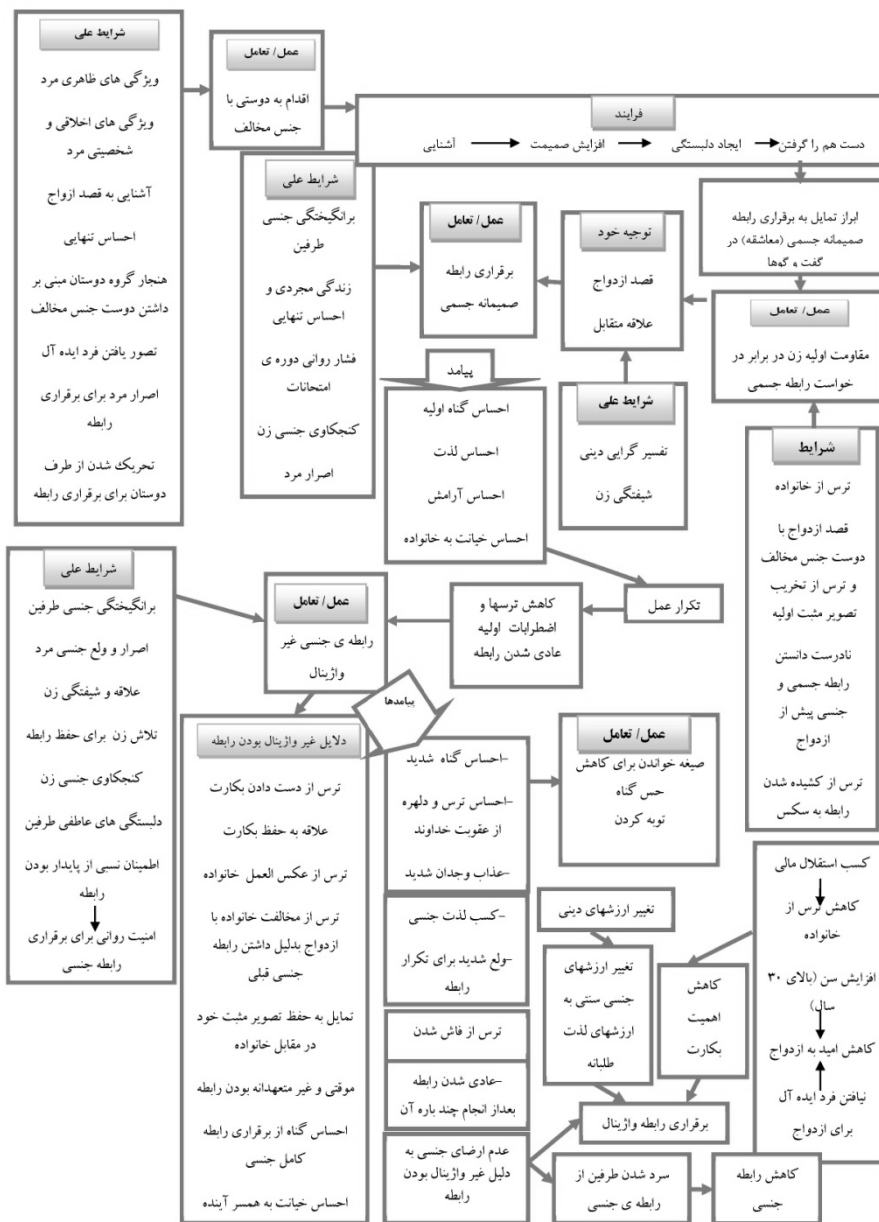 شرایط علی
ویژگی های ظاهری مرد
ویژگی های اخلاقی و
شخصیتی مرد
آشنایی به قصد ازواج
احساس تنهایی
هنجار گروه دوستان مبنی بر
داشتن دوست جنس مخالف
تصور یافتن فرد ایده آل
اصرار مرد برای برقراری
رابطه
تحریک شدن از طرف
دوستان برای برقراری رابطه
عمل/ تعامل
اقدام به دوستی با
جنس مخالف
فرایند
آشنایی
افزایش صمیمت
ایجاد دلبستگی
دست هم را گرفتن
ابراز تمایل به برقراری رابطه
صمیمانه جسمی (معاشقه) در
گفت و گوها
عمل/ تعامل
مقاومت اولیه زن در برابر در
خواست رابطه جسمی
شرایط
ترس از خانواده
قصد ازدواج با
دوست جنس مخالف
و ترس از تخریب
تصویر مثبت اولیه
نادرست دانستن
رابطه جسمی و
جنسی پیش از
ازدواج
ترس از کشیده شدن
رابطه به سکس
توجیه خود
قصد ازدواج
علاقه متقابل
شرایط علی
تفسیر گرایی دینی
شیفتگی زن
عمل/ تعامل
برقراری رابطه
صمیمانه جسمی
شرایط علی
برانگیختگی جنسی
طرفین
زندگی مجردی و
احساس تنهایی
فشار روانی دوره ی
امتحانات
کنجکاوی جنسی زن
اصرار مرد
پیامد
احساس گناه اولیه
احساس لذت
احساس آرامش
احساس خیانت به خانواده
تکرار عمل
کاهش ترسها و
اضطرابات اولیه
عادی شدن رابطه
عمل/ تعامل
رابطه ی جنسی غیر
واژینال
شرایط علی
برانگیختگی جنسی طرفین
اصرار و ولع جنسی مرد
علاقه و شیفتگی زن
تلاش زن برای حفظ رابطه
کنجکاوی جنسی زن
دلبستگی های عاطفی طرفین
اطمینان نسبی از پایدار بودن
رابطه
امنیت روانی برای برقراری
رابطه جنسی
دلایل غیر واژینال بودن رابطه
ترس از دست دادن بکارت
علاقه به حفظ بکارت
ترس از عکس العمل خانواده
ترس از مخالفت خانواده با
ازدواج بدلیل داشتن رابطه
جنسی قبلی
تمایل به حفظ تصویر مثبت خود
در مقابل خانواده
موقتی و غیر متعهدانه بودن رابطه
احساس گناه از برقراری رابطه
کامل جنسی
احساس خیانت به همسر آینده
پیامدها
-احساس گناه شدید
-احساس ترس و دلهره
از عقوبت خداوند
-عذاب وجدان شدید
-کسب لذت جنسی
-ولع شدید برای تکرار
رابطه
ترس از فاش شدن
-عادی شدن رابطه
بعداز انجام چند باره آن
عدم ارضای جنسی به
دلیل غیر واژینال بودن
رابطه
عمل/ تعامل
صیغه خواندن برای کاهش
حس گناه
توبه کردن
تغییر ارزشهای دینی
تغییر ارزشهای
جنسی سنتی به
ارزشهای لذت
طلبانه
کاهش
اهمیت
بکارت
کسب استقلال مالی
کاهش ترس از
خانواده
افزایش سن (بالای ۳۰
سال)
کاهش امید به ازدواج
نیافتن فرد ایده آل
برای ازدواج
برقراری رابطه واژینال
سرد شدن طرفین از
رابطه ی جنسی
کاهش رابطه
جنسی